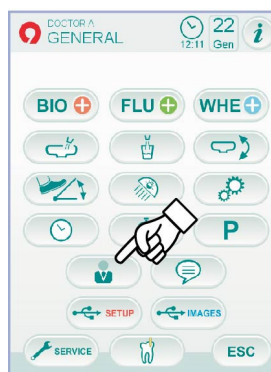 DOCTOR A
GENERAL
12:11
22
Gen
i
BIO
FLU
WHE
P
SETUP
IMAGES
SERVICE
ESC